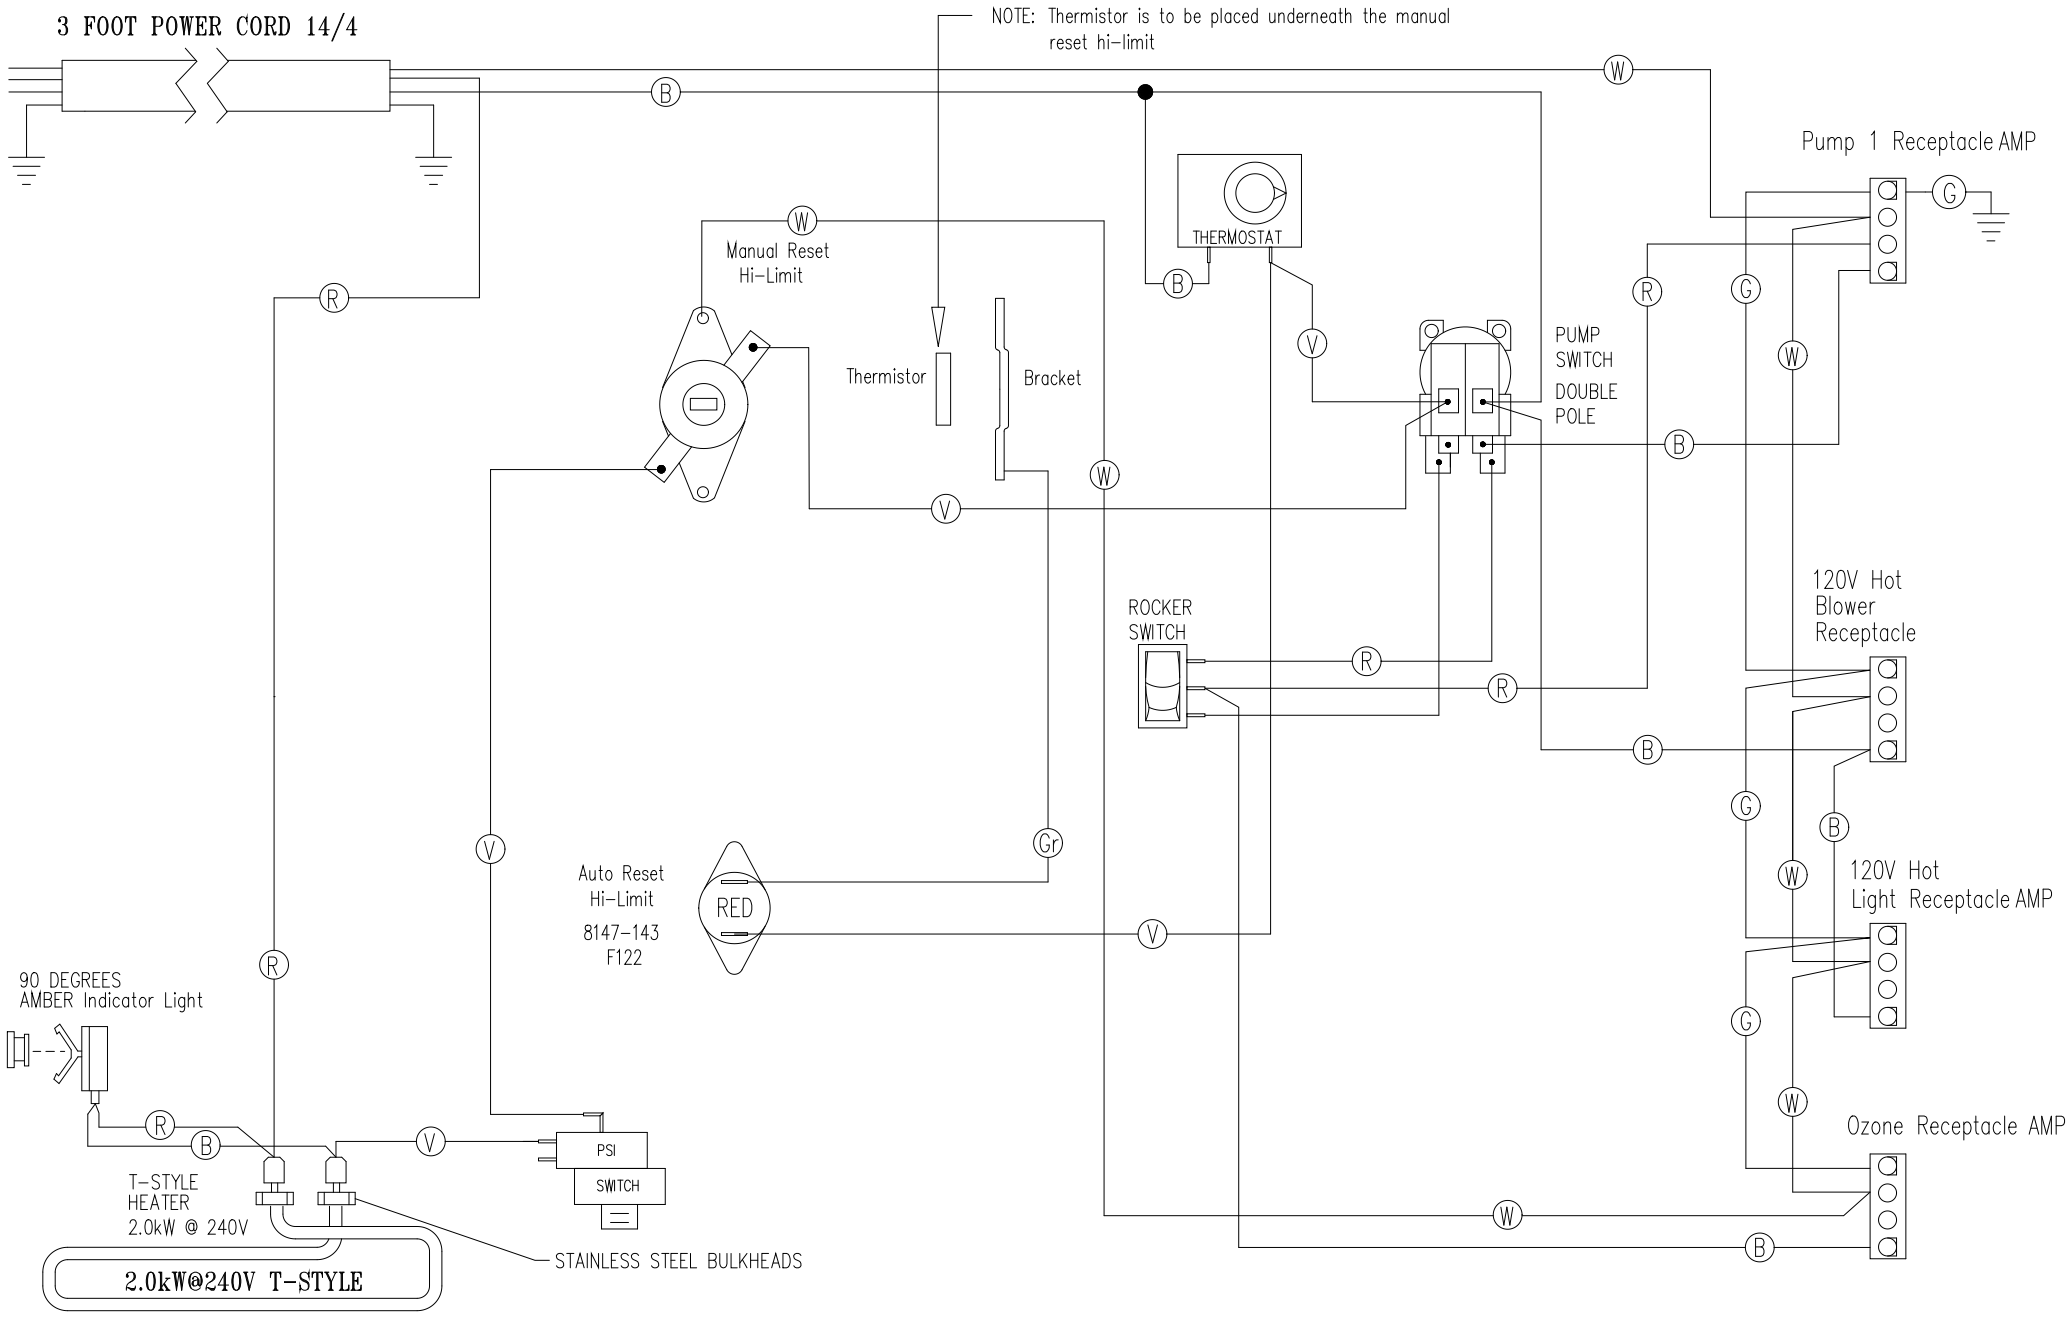 3 FOOT POWER CORD 14/4
NOTE: Thermistor is to be placed underneath the manual
reset hi-limit
W
B
Pump 1 Receptacle AMP
G
THERMOSTAT
W
Manual Reset
Hi-Limit
B
R
R
G
V
PUMP
SWITCH
DOUBLE
POLE
W
Thermistor
Bracket
B
W
V
120V Hot
Blower
Receptacle
ROCKER
SWITCH
R
R
B
G
B
V
Gr
Auto Reset
Hi-Limit
8147-143
F122
RED
V
W
120V Hot
Light Receptacle AMP
R
90 DEGREES
AMBER Indicator Light
G
W
R
B
V
PSI
SWITCH
Ozone Receptacle AMP
T-STYLE
HEATER
2.0kW @ 240V
W
B
STAINLESS STEEL BULKHEADS
2.0kW@240V T-STYLE